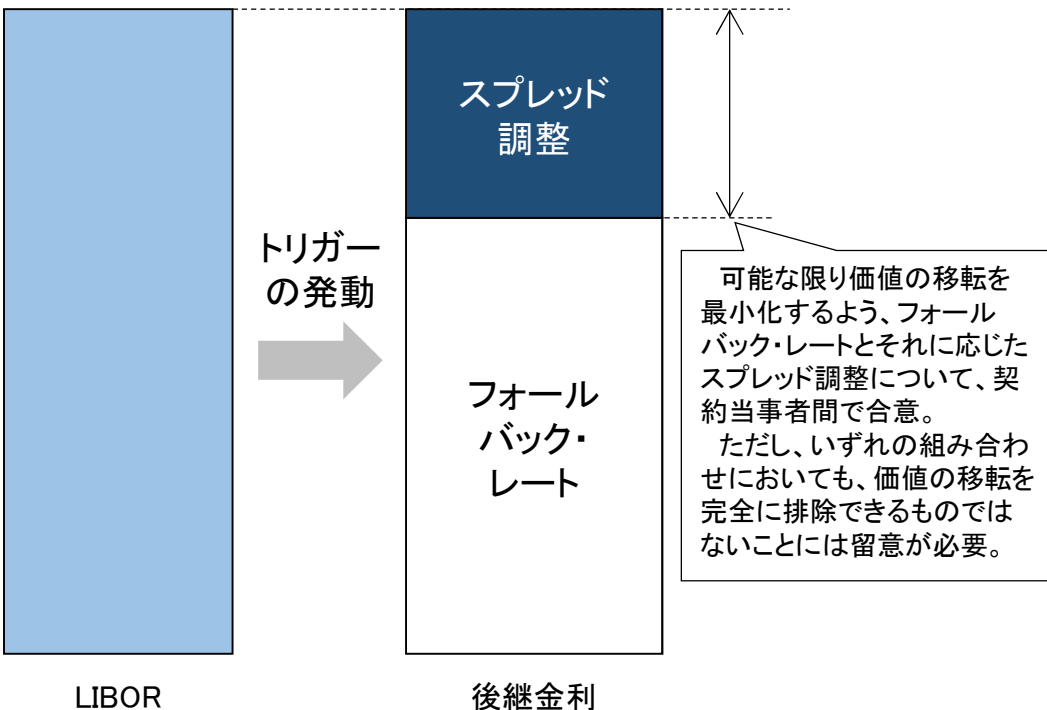 スプレッド
調整
トリガー
の発動
フォール
バック・
レート
可能な限り価値の移転を
最小化するよう、フォール
バック・レートとそれに応じた
スプレッド調整について、契
約当事者間で合意。
ただし、いずれの組み合わ
せにおいても、価値の移転を
完全に排除できるものでは
ないことには留意が必要。
LIBOR
後継金利